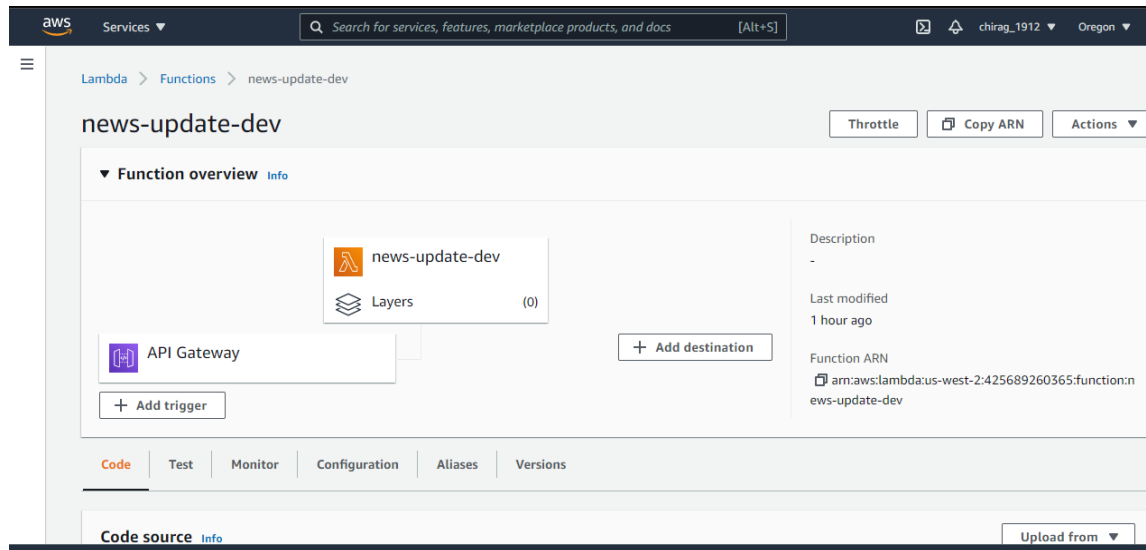 aws Services ▼ Search for services, features, marketplace products, and docs [Alt+S] chirag_1912 ▼ Oregon ▼
Lambda > Functions > news-update-dev
news-update-dev Throttle Copy ARN Actions ▼
▼ Function overview Info
news-update-dev
Layers (0)
API Gateway
+ Add trigger
+ Add destination
Description
-
Last modified
1 hour ago
Function ARN
arn:aws:lambda:us-west-2:425689260365:function:n
ews-update-dev
Code Test Monitor Configuration Aliases Versions
Code source Info Upload from ▼